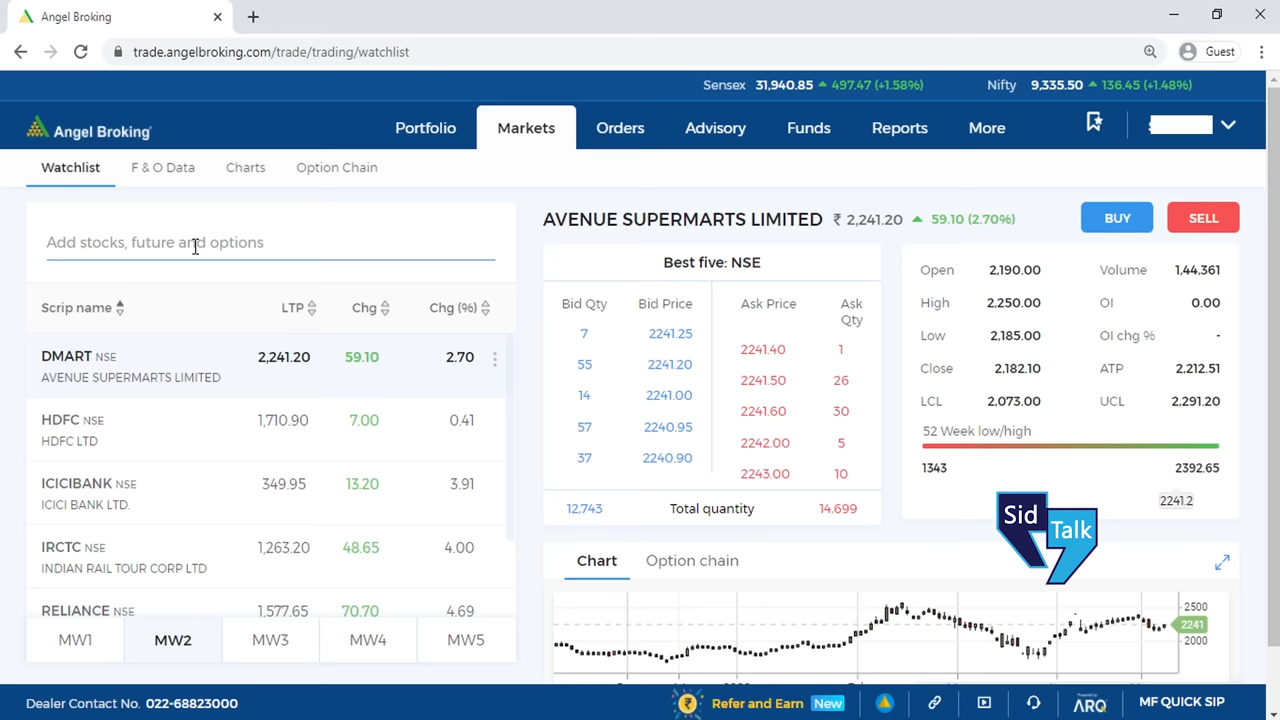 Angel Broking
trade.angelbroking.com/trade/trading/watchlist
Guest
Sensex 31,940.85 497.47 (+1.58%) Nifty 9,335.50 136.45 (+1.48%)
Angel Broking
Portfolio Markets Orders Advisory Funds Reports More
Watchlist F & O Data Charts Option Chain
Add stocks, future and options
Scrip name LTP Chg Chg (%)
DMART NSE 2,241.20 59.10 2.70
AVENUE SUPERMARTS LIMITED
HDFC NSE 1,710.90 7.00 0.41
HDFC LTD
ICICIBANK NSE 349.95 13.20 3.91
ICICI BANK LTD.
IRCTC NSE 1,263.20 48.65 4.00
INDIAN RAIL TOUR CORP LTD
RELIANCE NSE 1,577.65 70.70 4.69
MW1 MW2 MW3 MW4 MW5
AVENUE SUPERMARTS LIMITED ₹ 2,241.20 59.10 (2.70%) BUY SELL
Best five: NSE
Bid Qty Bid Price Ask Price Ask Qty
7 2241.25 2241.40 1
55 2241.20 2241.50 26
14 2241.00 2241.60 30
57 2240.95 2242.00 5
37 2240.90 2243.00 10
12,743 Total quantity 14,699
Open 2,190.00 Volume 1,44,361
High 2,250.00 OI 0.00
Low 2,185.00 OI chg % -
Close 2,182.10 ATP 2,212.51
LCL 2,073.00 UCL 2,291.20
52 Week low/high
1343 2392.65
2241.2
Sid Talk
Chart Option chain
2500
2241
2000
Dealer Contact No. 022-68823000
Refer and Earn New
Powered by ARQ
MF QUICK SIP